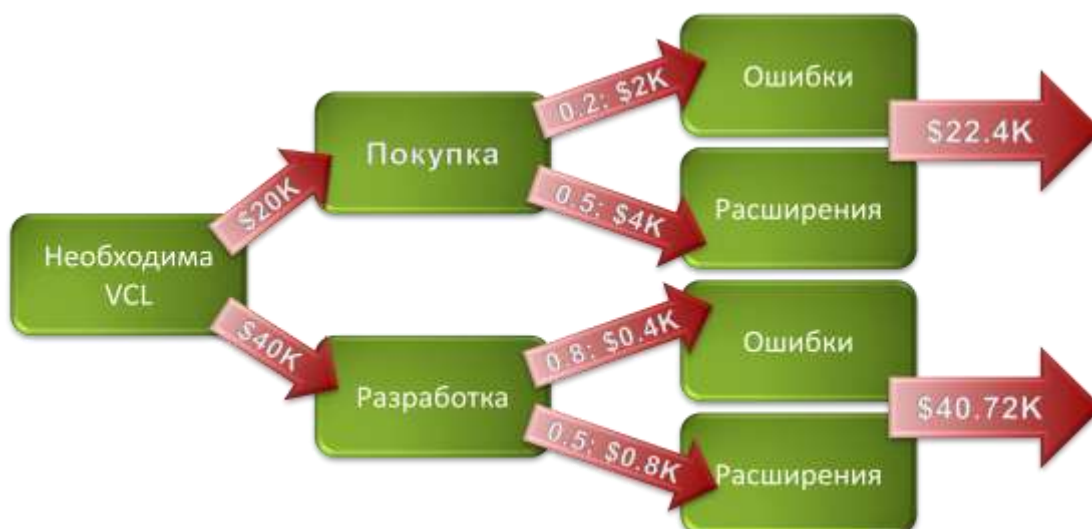 Необходима
VCL
$20K
$40K
Покупка
Разработка
0.2: $2K
0.5: $4K
0.8: $0.4K
0.5: $0.8K
Ошибки
Расширения
Ошибки
Расширения
$22.4K
$40.72K